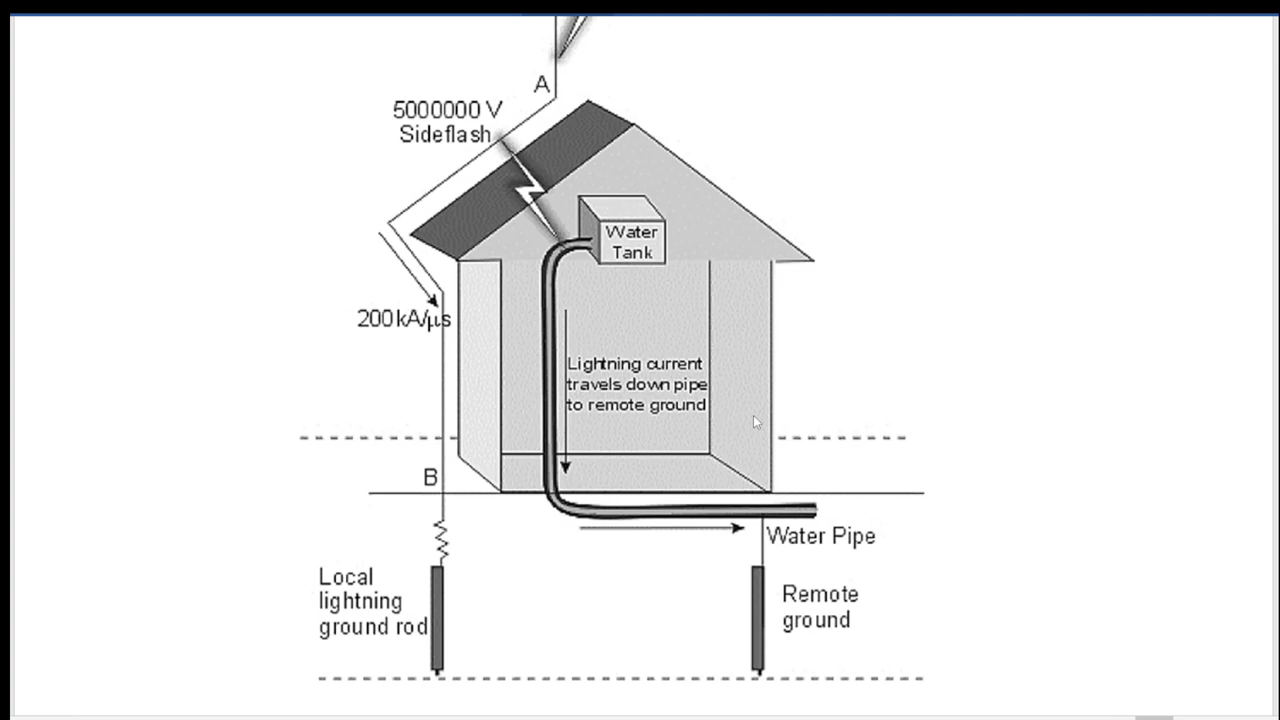 A
5000000 V
Sideflash
Water
Tank
200kA/μs
Lightning current
travels down pipe
to remote ground
B
Water Pipe
Local
lightning
ground rod
Remote
ground